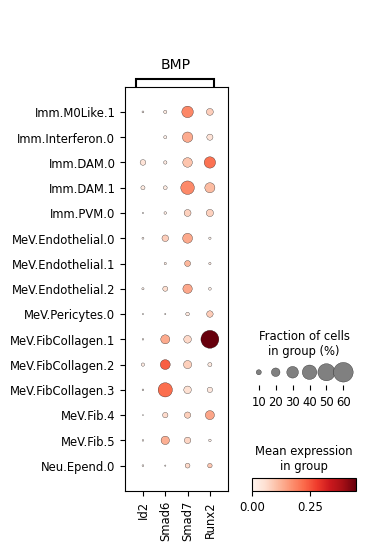 BMP
Imm.M0Like.1
Imm.Interferon.0
Imm.DAM.0
Imm.DAM.1
Imm.PVM.0
MeV.Endothelial.0
MeV.Endothelial.1
MeV.Endothelial.2
MeV.Pericytes.0
MeV.FibCollagen.1
MeV.FibCollagen.2
MeV.FibCollagen.3
MeV.Fib.4
MeV.Fib.5
Neu.Epend.0
Id2
Smad6
Smad7
Runx2
Fraction of cells
in group (%)
10 20 30 40 50 60
Mean expression
in group
0.00 0.25